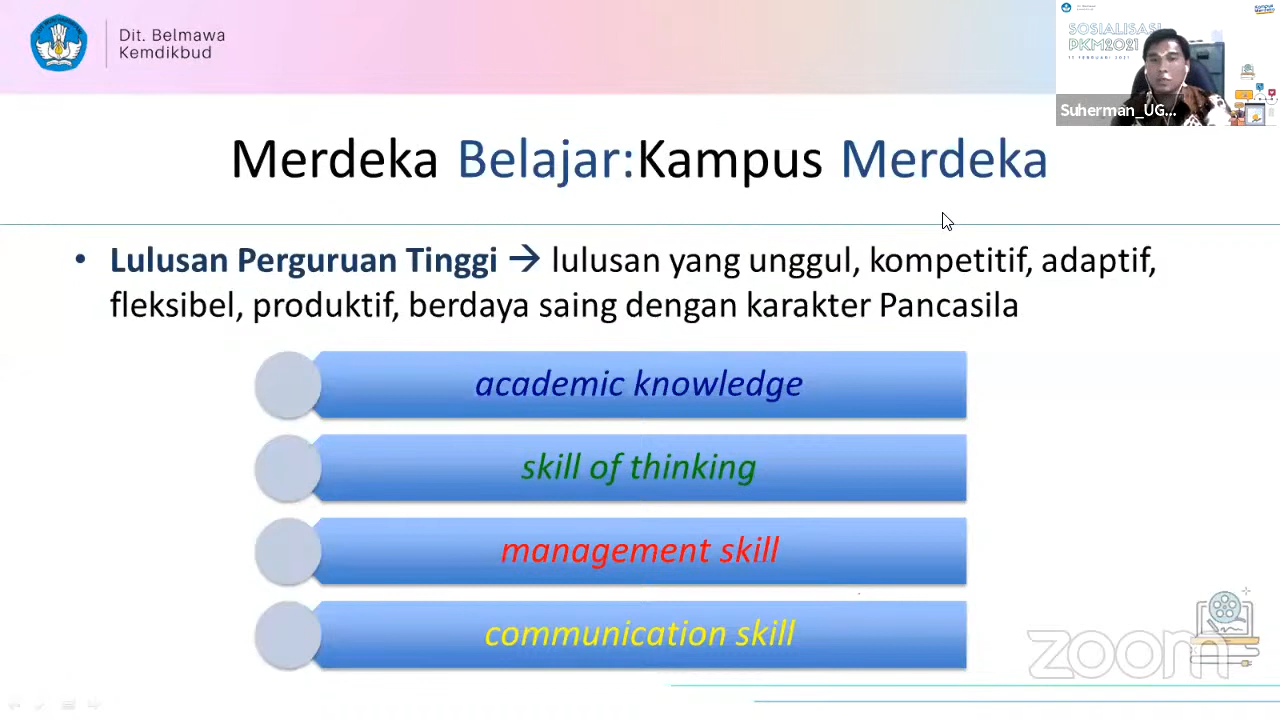 Dit. Belmawa
Kemdikbud
SOSIALISASI
PKM2021
Suherman_UG...
Merdeka Belajar:Kampus Merdeka
• Lulusan Perguruan Tinggi → lulusan yang unggul, kompetitif, adaptif,
fleksibel, produktif, berdaya saing dengan karakter Pancasila
academic knowledge
skill of thinking
management skill
communication skill
zoom